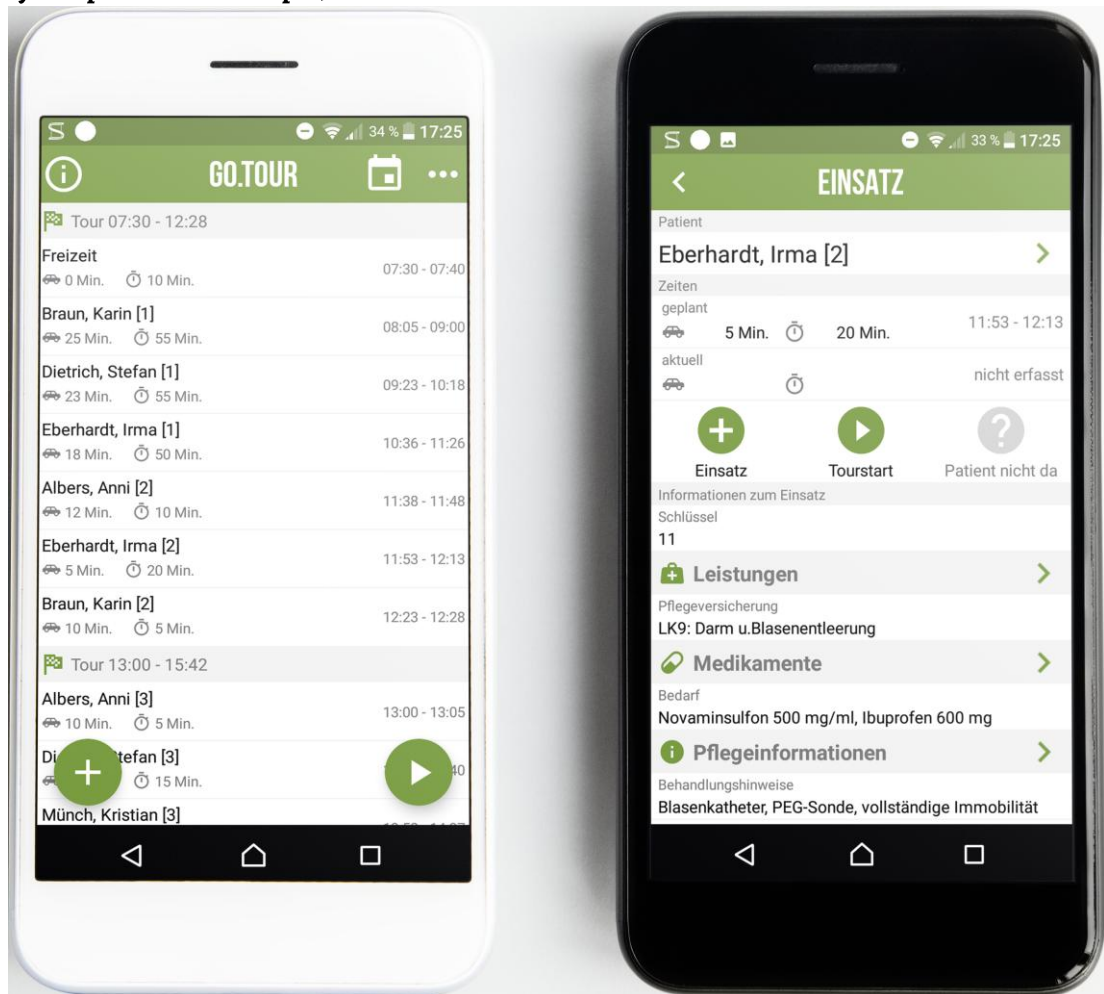 34 % 17:25
GO.TOUR
Tour 07:30 - 12:28
Freizeit
0 Min. 10 Min. 07:30 - 07:40
Braun, Karin [1]
25 Min. 55 Min. 08:05 - 09:00
Dietrich, Stefan [1]
23 Min. 55 Min. 09:23 - 10:18
Eberhardt, Irma [1]
18 Min. 50 Min. 10:36 - 11:26
Albers, Anni [2]
12 Min. 10 Min. 11:38 - 11:48
Eberhardt, Irma [2]
5 Min. 20 Min. 11:53 - 12:13
Braun, Karin [2]
10 Min. 5 Min. 12:23 - 12:28
Tour 13:00 - 15:42
Albers, Anni [3]
10 Min. 5 Min. 13:00 - 13:05
tefan [3]
15 Min.
Münch, Kristian [3]
33 % 17:25
EINSATZ
Patient
Eberhardt, Irma [2]
Zeiten
geplant
5 Min. 20 Min. 11:53 - 12:13
aktuell
nicht erfasst
Einsatz Tourstart Patient nicht da
Informationen zum Einsatz
Schlüssel
11
Leistungen
Pflegeversicherung
LK9: Darm u.Blasenentleerung
Medikamente
Bedarf
Novaminsulfon 500 mg/ml, Ibuprofen 600 mg
Pflegeinformationen
Behandlungshinweise
Blasenkatheter, PEG-Sonde, vollständige Immobilität